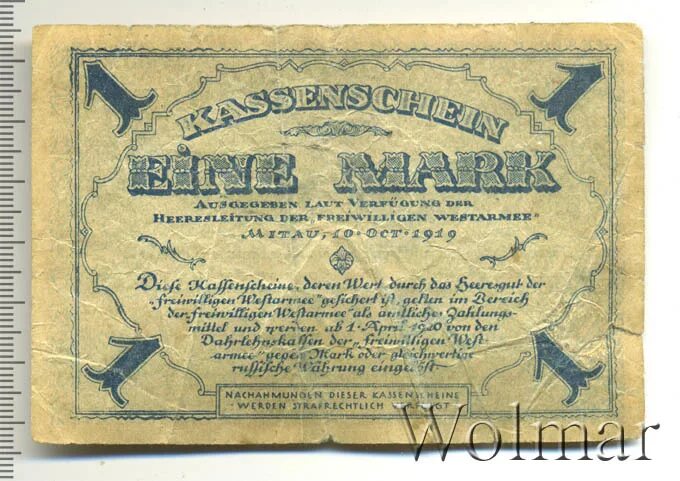 1 1
KASSENSCHEIN
EINE MARK
AUSGEGEBEN LAUT VERFÜGUNG DER
HEERESLEITUNG DER „FREIWILLIGEN WESTARMEE"
MITAU, 10·OCT·1919
Diese Kassenscheine, deren Wert durch das Heeresgut der
„freiwilligen Westarmee" gesichert ist, gelten im Bereich
der „freiwilligen Westarmee" als amtliches Zahlungs-
mittel und werden ab 1·April 1920 von den
Darlehnskassen der „freiwilligen West
armee" gegen Mark oder gleichwertige
russische Währung eingelöst·
1 1
NACHAHMUNGEN DIESER KASSENSCHEINE
·WERDEN STRAFRECHTLICH VERFOLGT·
Wolmar